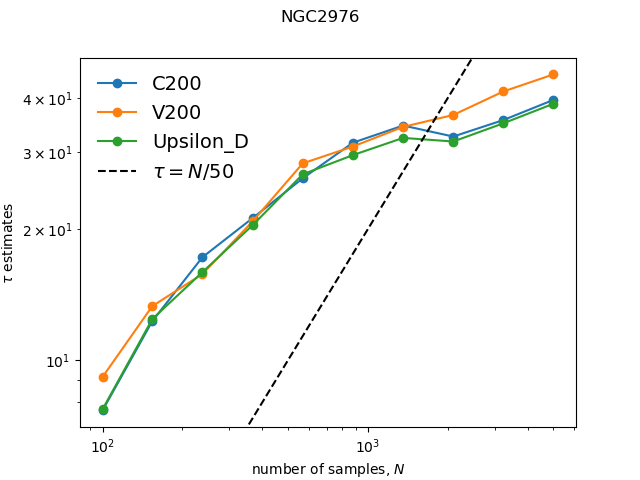 NGC2976
C200
V200
Upsilon_D
τ = N/50
4 × 10¹
3 × 10¹
2 × 10¹
10¹
τ estimates
10² 10³
number of samples, N